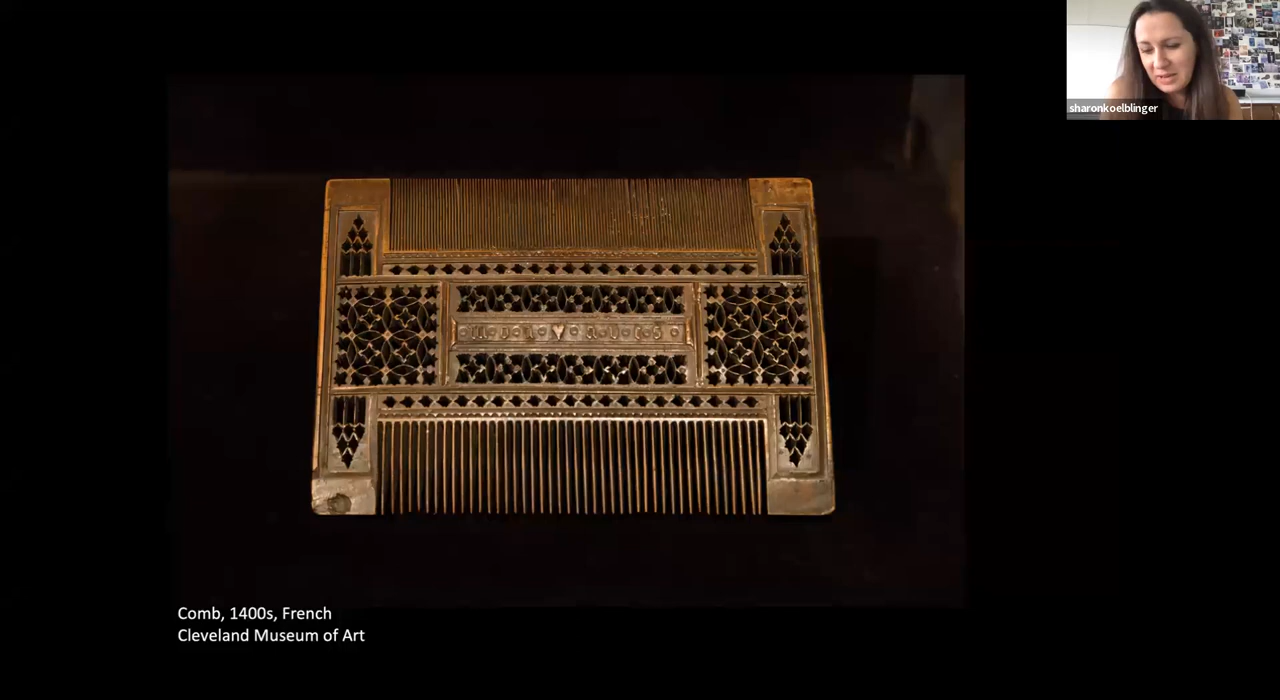 sharonkoelblinger
Comb, 1400s, French
Cleveland Museum of Art